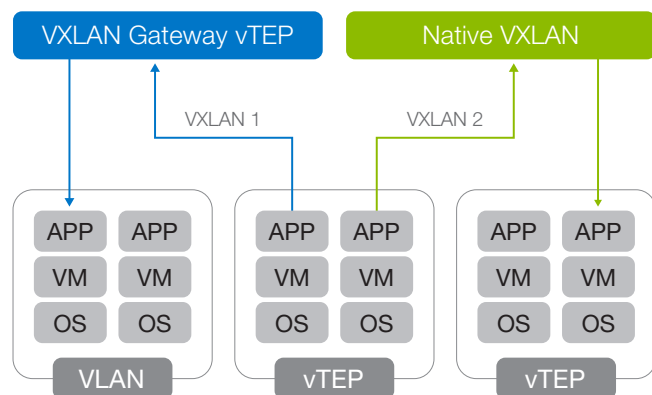 VXLAN Gateway vTEP
Native VXLAN
VXLAN 1
VXLAN 2
APP APP
VM VM
OS OS
VLAN
APP APP
VM VM
OS OS
vTEP
APP APP
VM VM
OS OS
vTEP